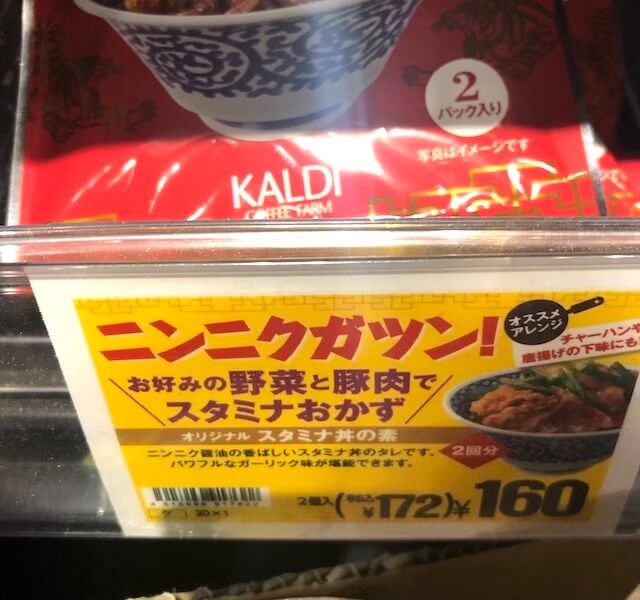 2
パック入り
写真はイメージです
KALDI
COFFEE FARM
ニンニクガツン!
オススメ
アレンジ
チャーハンや
唐揚げの下味にも
お好みの野菜と豚肉で
スタミナおかず
オリジナル スタミナ丼の素
ニンニク醤油の香ばしいスタミナ丼のタレです。
パワフルなガーリック味が堪能できます。
2回分
2個入(税込¥172)¥160
20×1